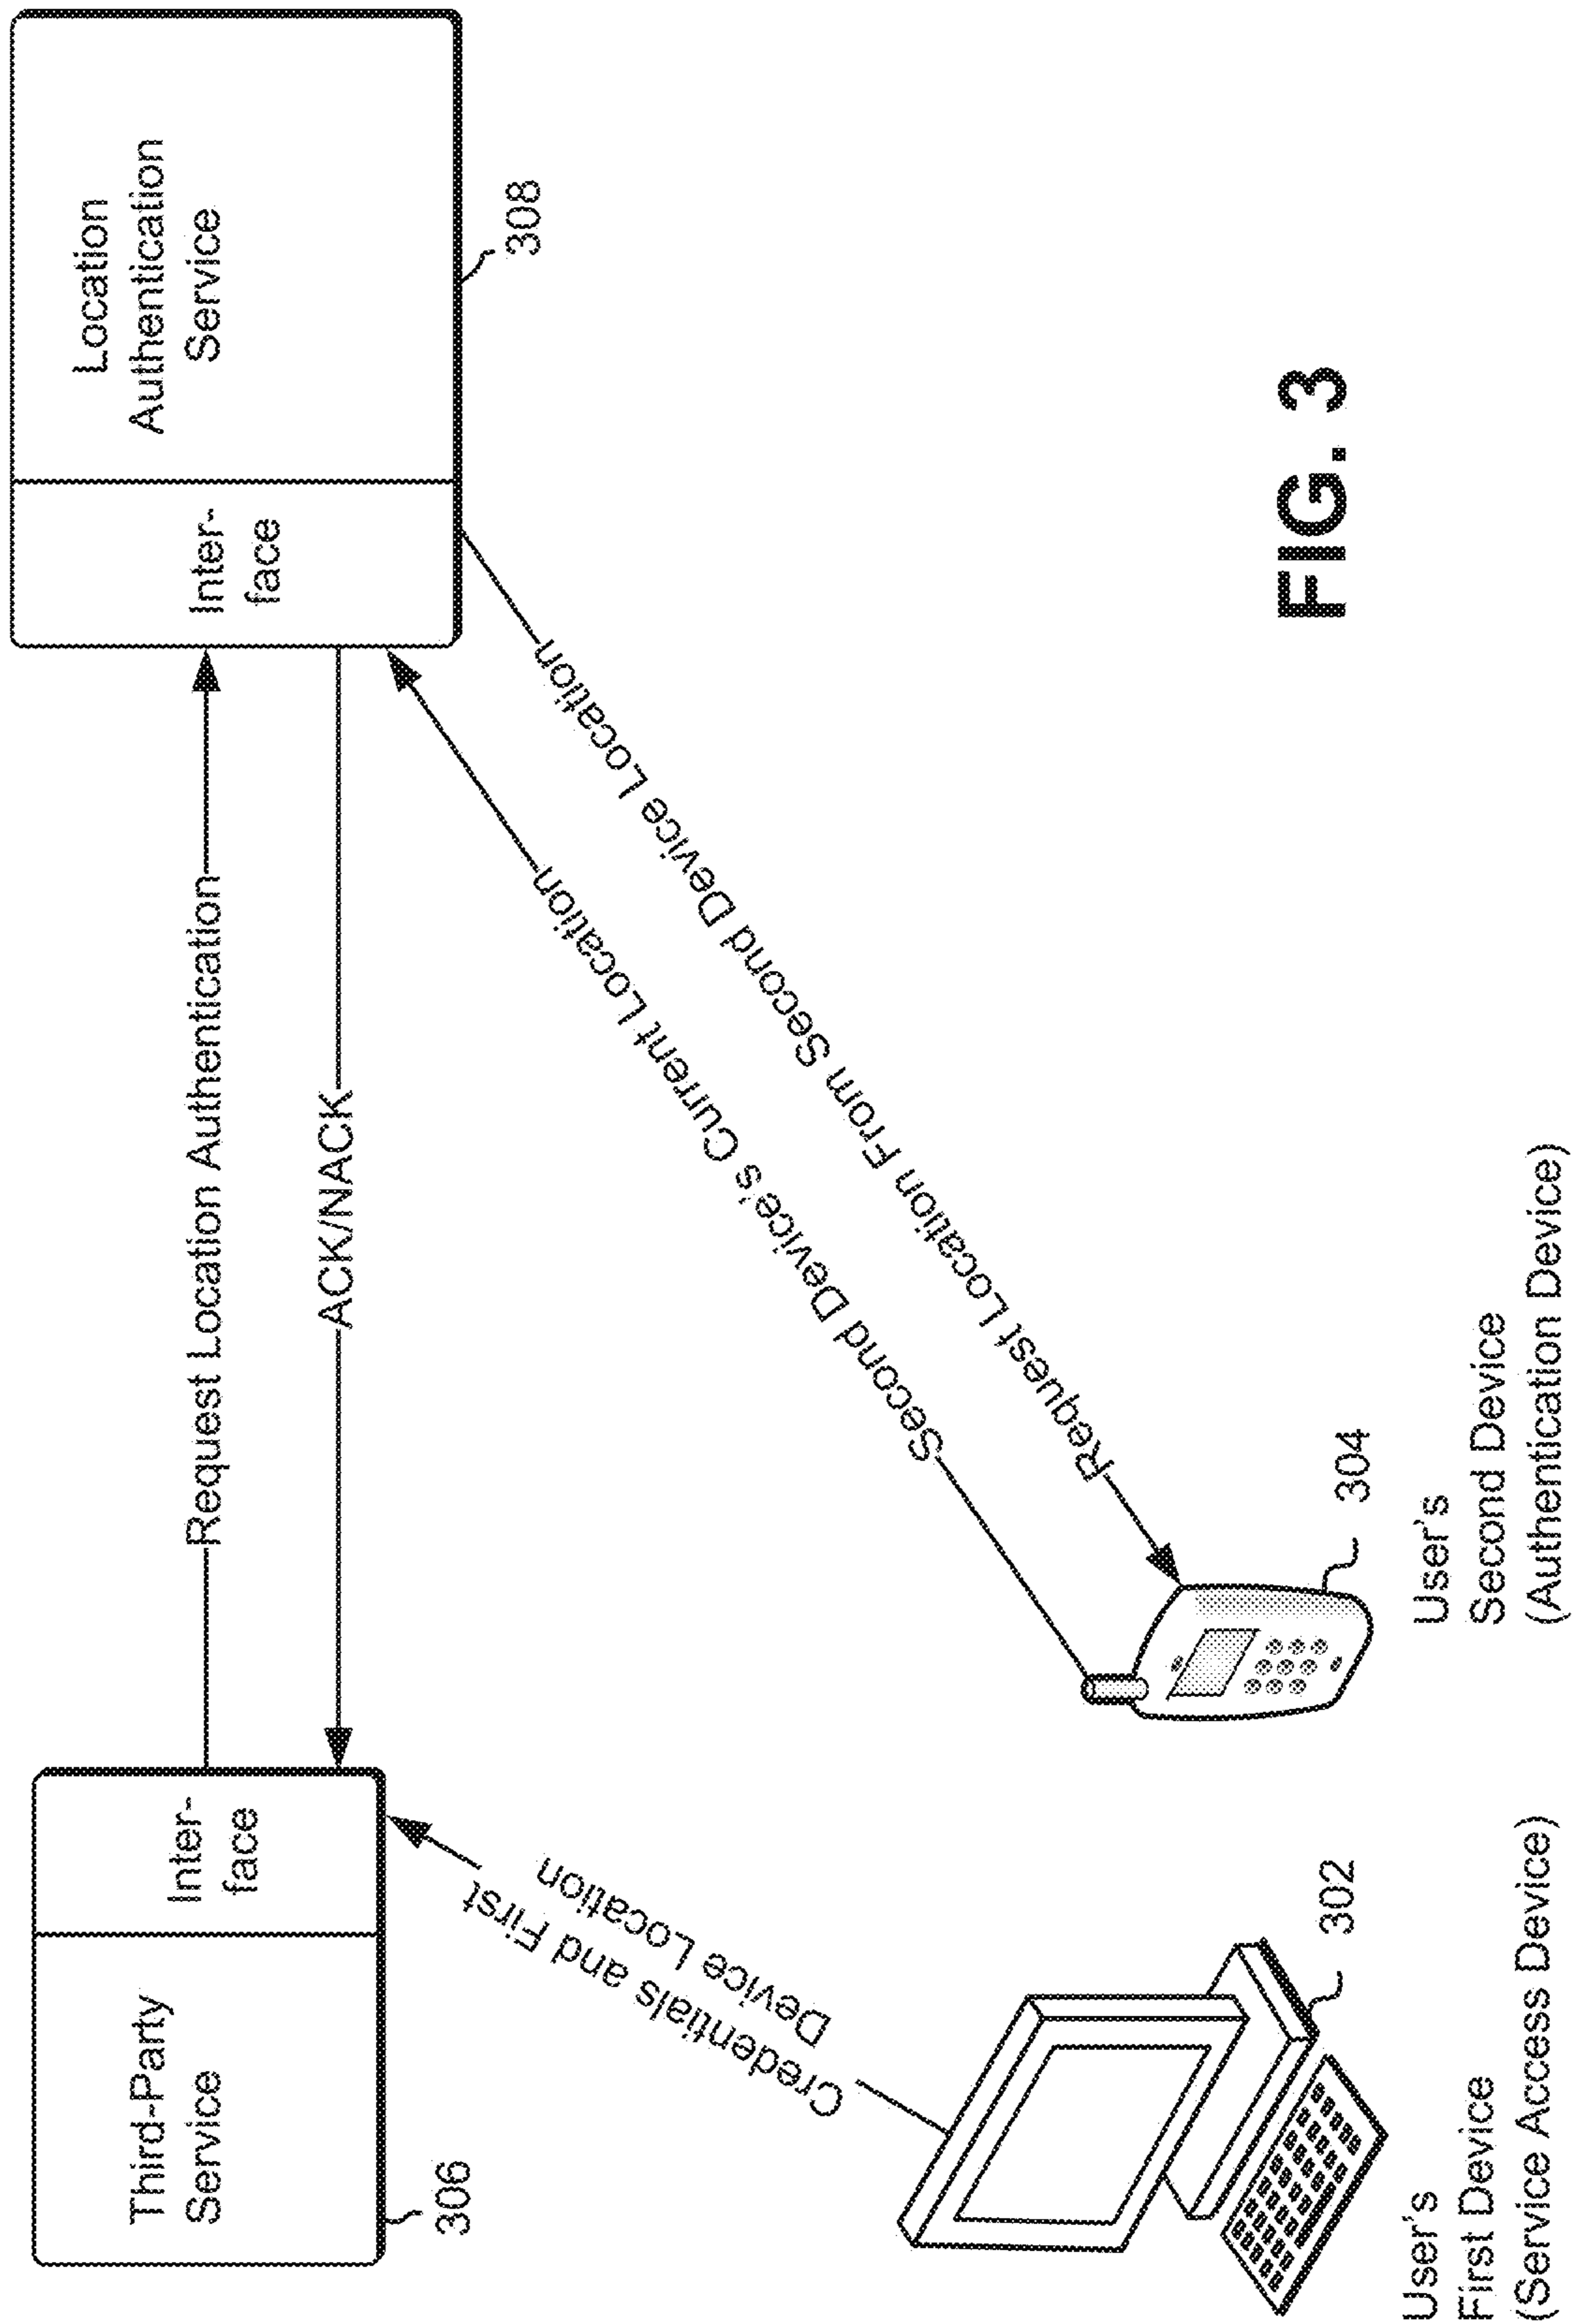 Third-Party
Service
Inter-
face
306
Request Location Authentication
ACK/NACK
Inter-
face
Location
Authentication
Service
308
Credentials and First
Device Location
Second Device's Current Location
Request Location From Second Device Location
302
User's
First Device
(Service Access Device)
304
User's
Second Device
(Authentication Device)
FIG. 3